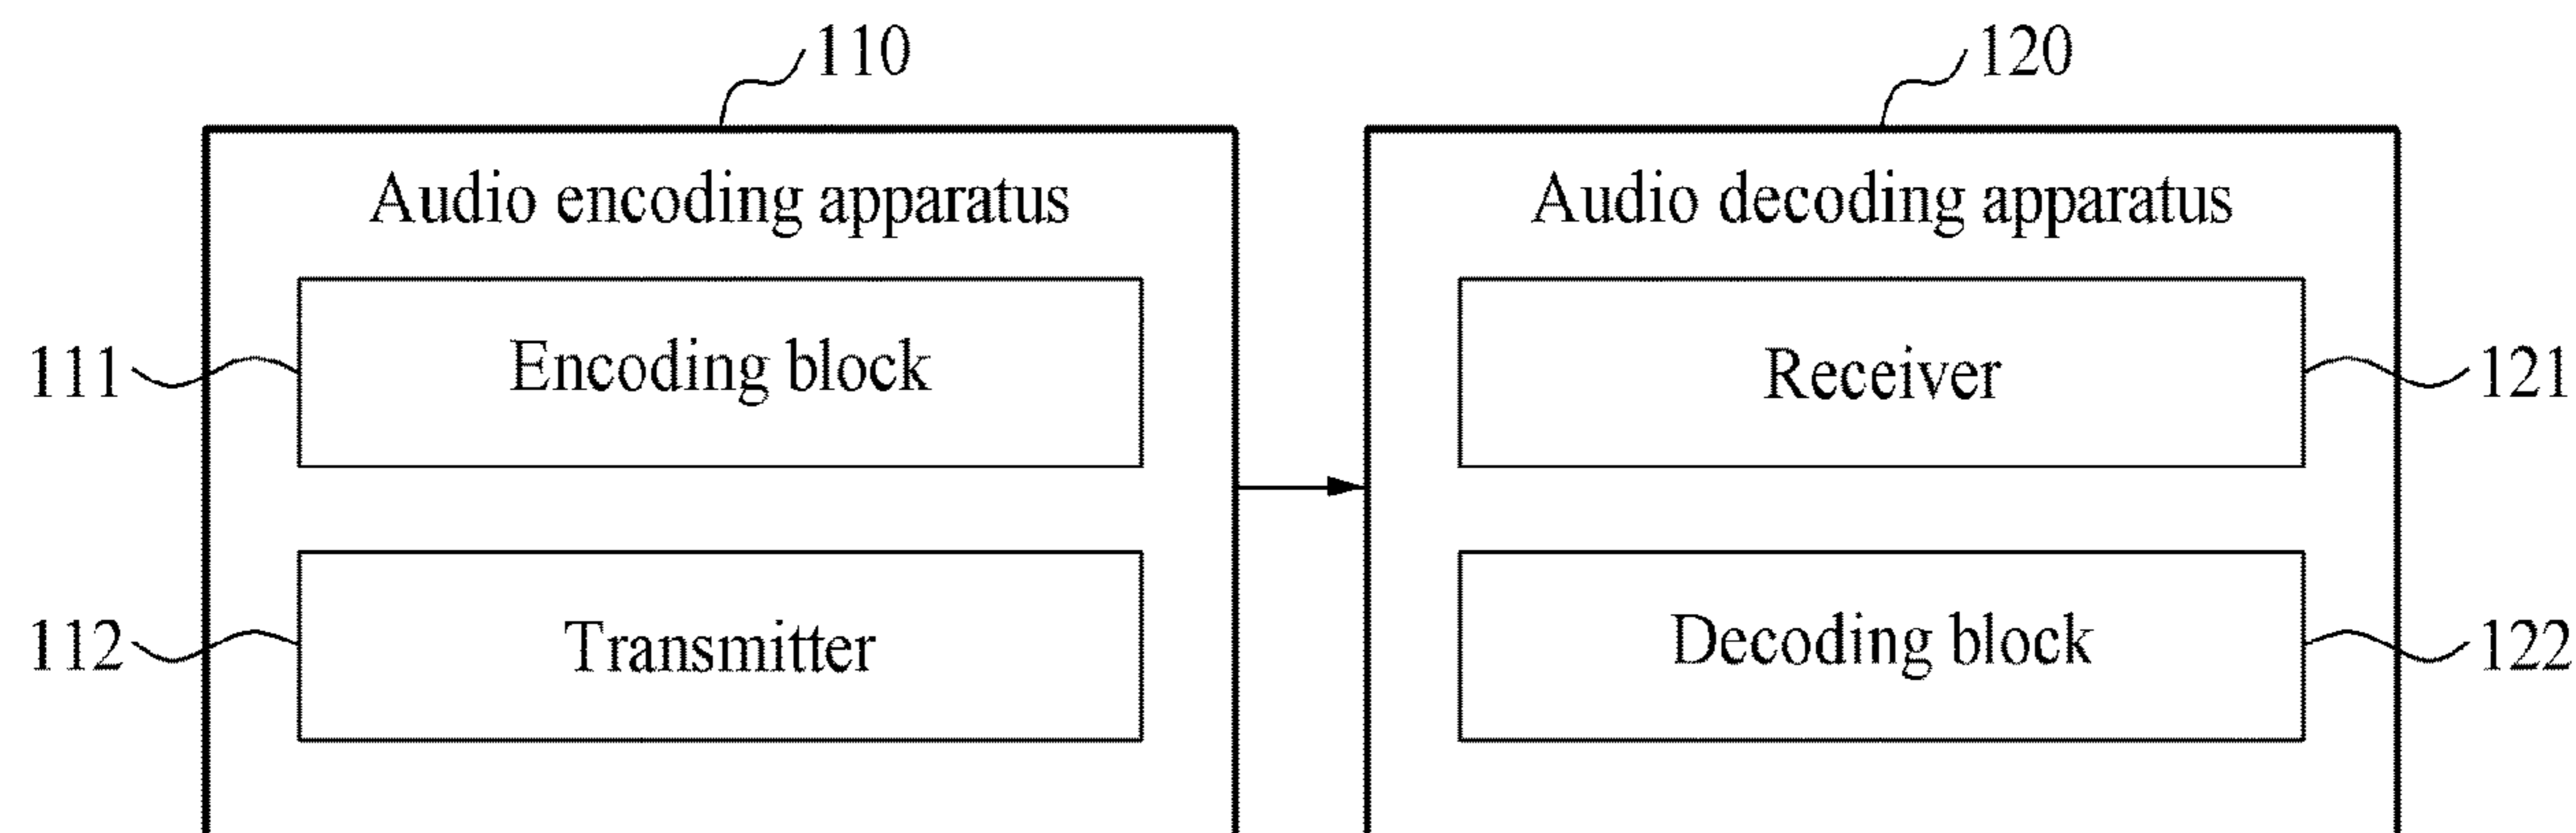 110
120
Audio encoding apparatus
Audio decoding apparatus
111
Encoding block
Receiver
121
112
Transmitter
Decoding block
122